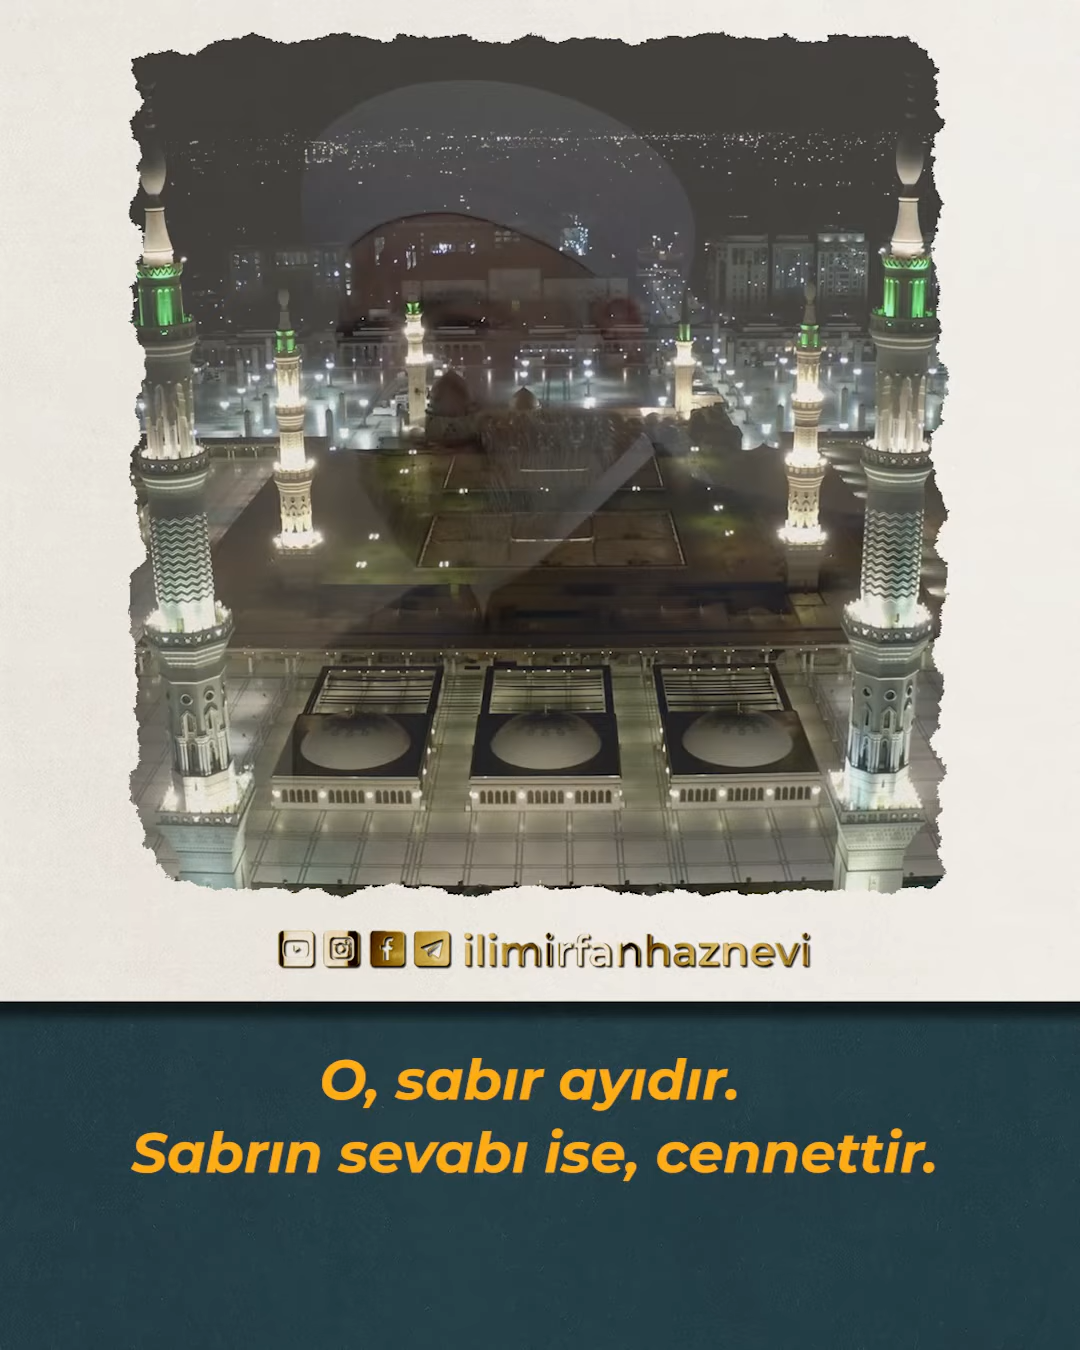 ilimirfanhaznevi
O, sabır ayıdır.
Sabrın sevabı ise, cennettir.